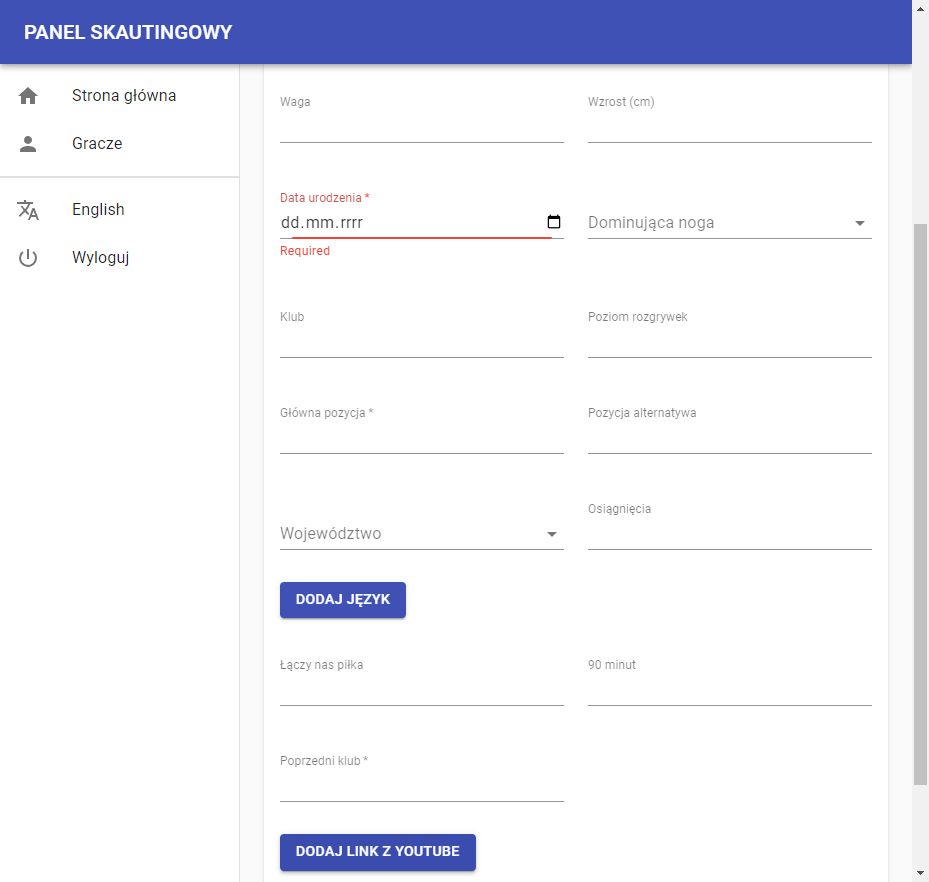 PANEL SKAUTINGOWY
Strona główna
Gracze
English
Wyloguj
Waga
Wzrost (cm)
Data urodzenia *
dd.mm.rrrr
Required
Dominująca noga
Klub
Poziom rozgrywek
Główna pozycja *
Pozycja alternatywa
Województwo
Osiągnięcia
DODAJ JĘZYK
Łączy nas piłka
90 minut
Poprzedni klub *
DODAJ LINK Z YOUTUBE